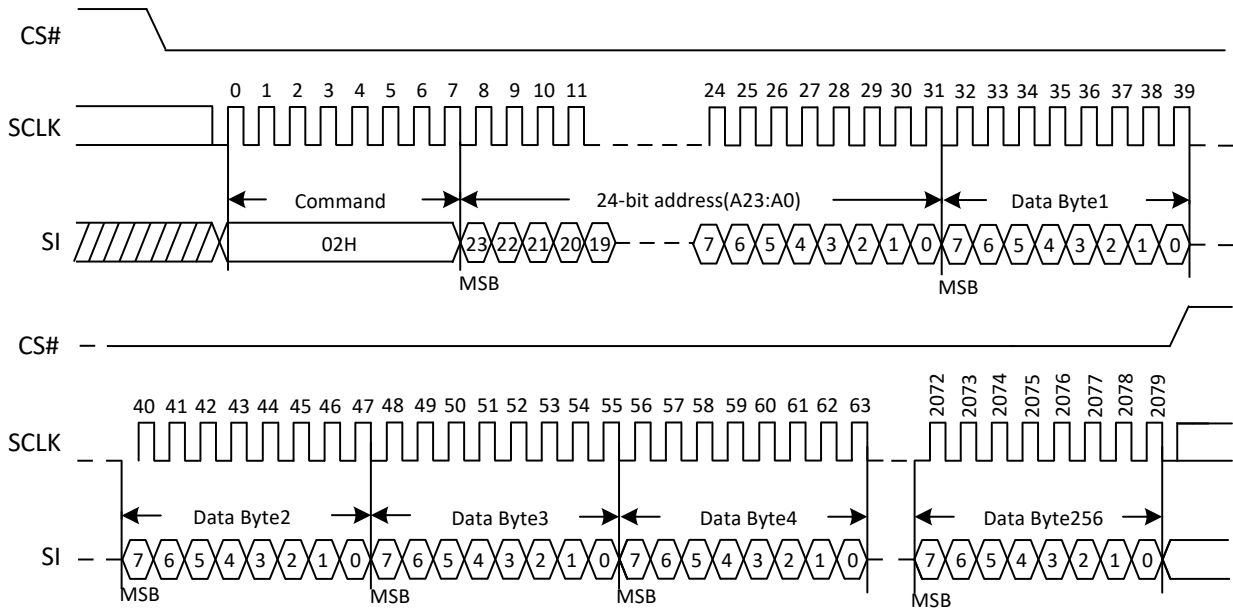 CS#
0 1 2 3 4 5 6 7 8 9 10 11 24 25 26 27 28 29 30 31 32 33 34 35 36 37 38 39
SCLK
Command 24-bit address(A23:A0) Data Byte1
SI 02H 23 22 21 20 19 7 6 5 4 3 2 1 0 7 6 5 4 3 2 1 0
MSB MSB
CS#
40 41 42 43 44 45 46 47 48 49 50 51 52 53 54 55 56 57 58 59 60 61 62 63 2072 2073 2074 2075 2076 2077 2078 2079
SCLK
Data Byte2 Data Byte3 Data Byte4 Data Byte256
SI 7 6 5 4 3 2 1 0 7 6 5 4 3 2 1 0 7 6 5 4 3 2 1 0 7 6 5 4 3 2 1 0
MSB MSB MSB MSB